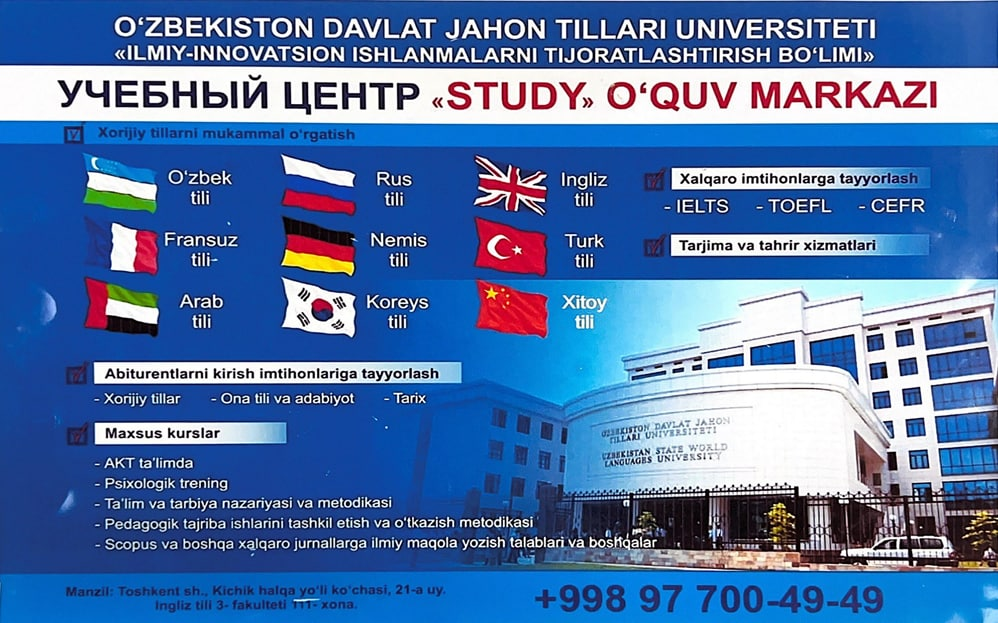 O‘ZBEKISTON DAVLAT JAHON TILLARI UNIVERSITETI
«ILMIY-INNOVATSION ISHLANMALARNI TIJORATLASHTIRISH BO‘LIMI»
УЧЕБНЫЙ ЦЕНТР «STUDY» O‘QUV MARKAZI
Xorijiy tillarni mukammal o‘rgatish
O‘zbek
tili
Rus
tili
Ingliz
tili
Fransuz
tili
Nemis
tili
Turk
tili
Arab
tili
Koreys
tili
Xitoy
tili
Xalqaro imtihonlarga tayyorlash
- IELTS - TOEFL - CEFR
Tarjima va tahrir xizmatlari
Abiturentlarni kirish imtihonlariga tayyorlash
- Xorijiy tillar - Ona tili va adabiyot - Tarix
Maxsus kurslar
- AKT ta’limda
- Psixologik trening
- Ta’lim va tarbiya nazariyasi va metodikasi
- Pedagogik tajriba ishlarini tashkil etish va o‘tkazish metodikasi
- Scopus va boshqa xalqaro jurnallarga ilmiy maqola yozish talablari va boshqalar
O‘ZBEKISTON DAVLAT JAHON
TILLARI UNIVERSITETI
UZBEKISTAN STATE WORLD
LANGUAGES UNIVERSITY
Manzil: Toshkent sh., Kichik halqa yo‘li ko‘chasi, 21-a uy.
Ingliz tili 3- fakulteti 111- xona.
+998 97 700-49-49